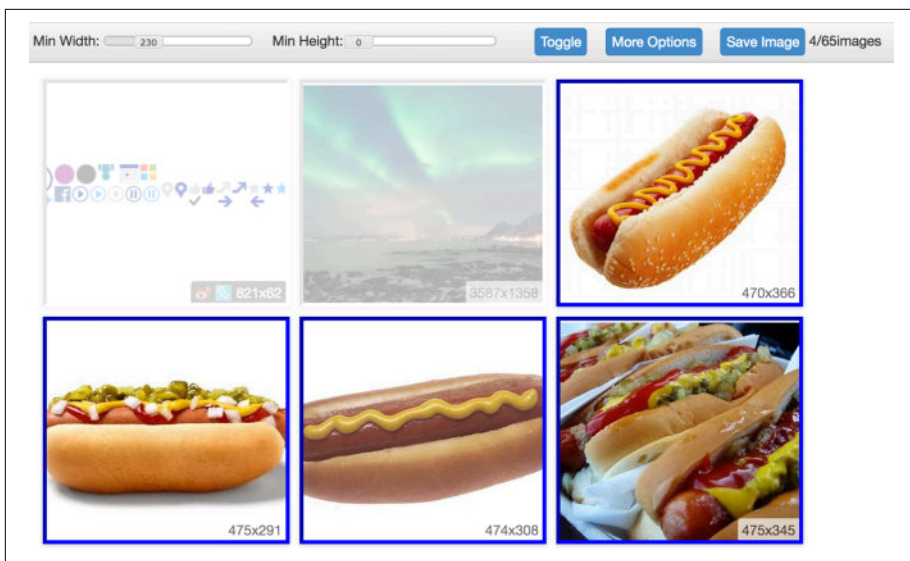 Min Width: 230 Min Height: 0 Toggle More Options Save Image 4/65images
821x62 3587x1358 470x366
475x291 474x308 475x345